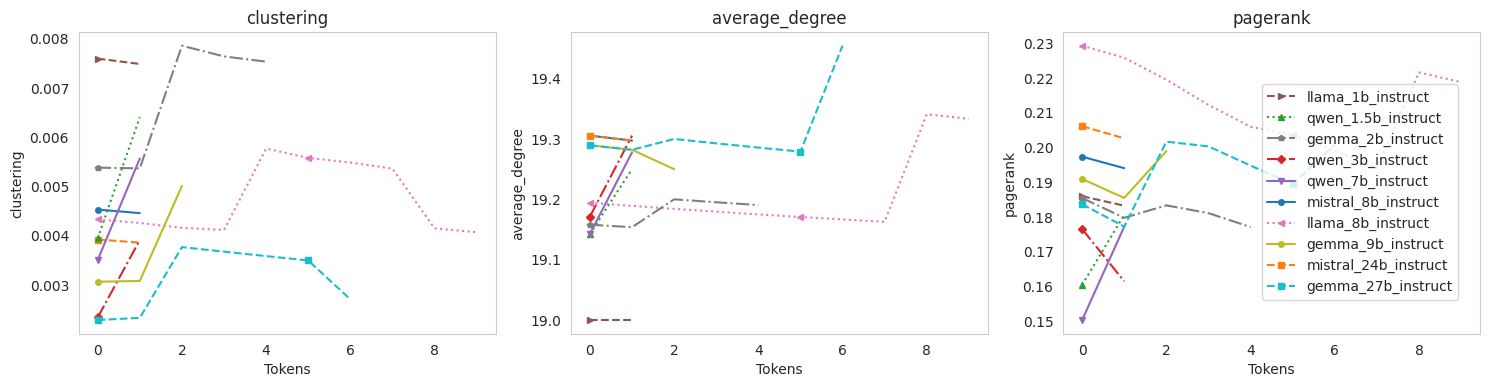 clustering
clustering
0.008
0.007
0.006
0.005
0.004
0.003
0
2
4
6
8
Tokens
average_degree
average_degree
19.4
19.3
19.2
19.1
19.0
0
2
4
6
8
Tokens
pagerank
pagerank
0.23
0.22
0.21
0.20
0.19
0.18
0.17
0.16
0.15
0
2
4
6
8
Tokens
llama_1b_instruct
qwen_1.5b_instruct
gemma_2b_instruct
qwen_3b_instruct
qwen_7b_instruct
mistral_8b_instruct
llama_8b_instruct
gemma_9b_instruct
mistral_24b_instruct
gemma_27b_instruct